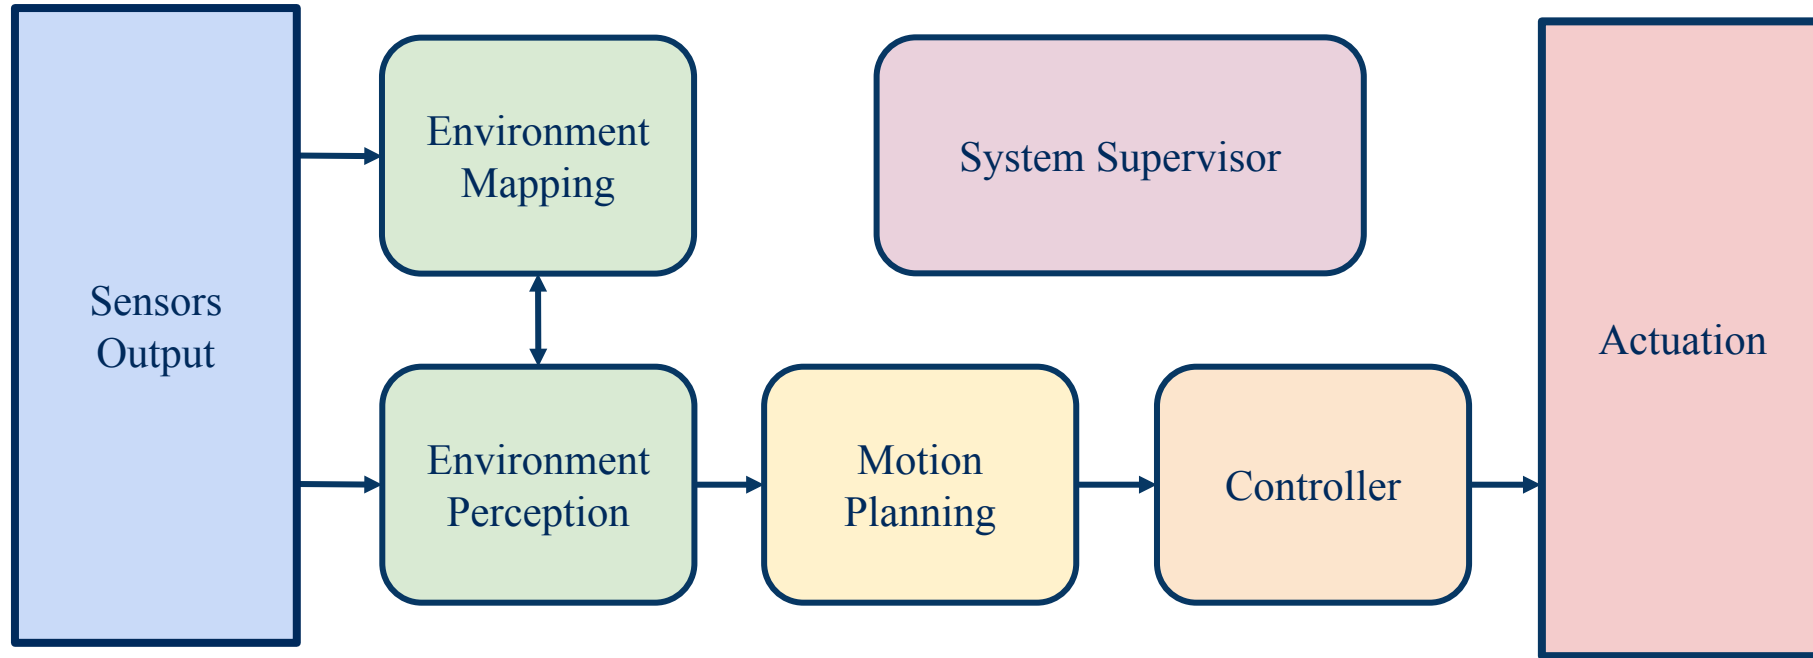 Sensors
Output
Environment
Mapping
System Supervisor
Environment
Perception
Motion
Planning
Controller
Actuation